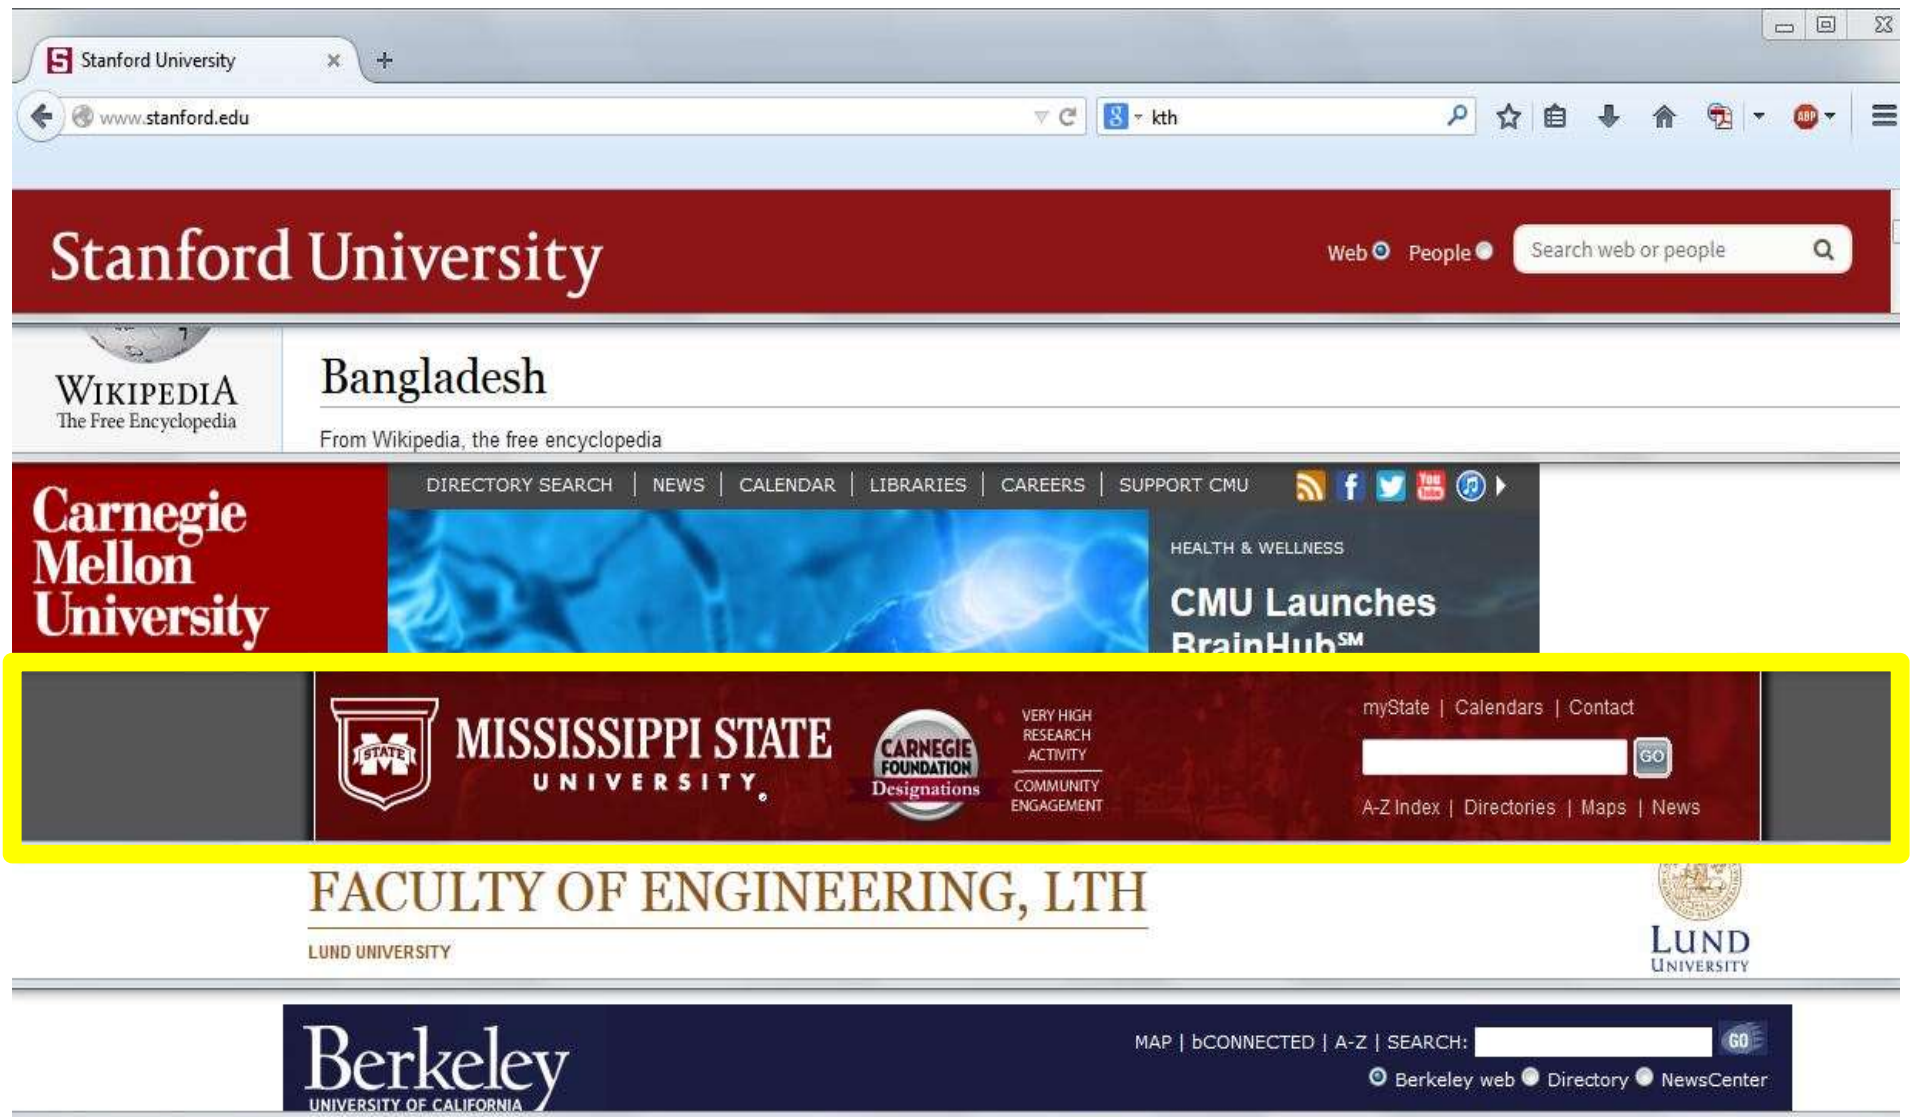 Stanford University
www.stanford.edu
kth
ABP
Stanford University
Web People Search web or people
WIKIPEDIA
The Free Encyclopedia
Bangladesh
From Wikipedia, the free encyclopedia
Carnegie
Mellon
University
DIRECTORY SEARCH | NEWS | CALENDAR | LIBRARIES | CAREERS | SUPPORT CMU
You
Tube
HEALTH & WELLNESS
CMU Launches
BrainHub℠
STATE
MISSISSIPPI STATE
UNIVERSITY®
CARNEGIE
FOUNDATION
Designations
VERY HIGH
RESEARCH
ACTIVITY
COMMUNITY
ENGAGEMENT
myState | Calendars | Contact
GO
A-Z Index | Directories | Maps | News
FACULTY OF ENGINEERING, LTH
LUND UNIVERSITY
LUND
UNIVERSITY
Berkeley
UNIVERSITY OF CALIFORNIA
MAP | bCONNECTED | A-Z | SEARCH: GO
Berkeley web Directory NewsCenter